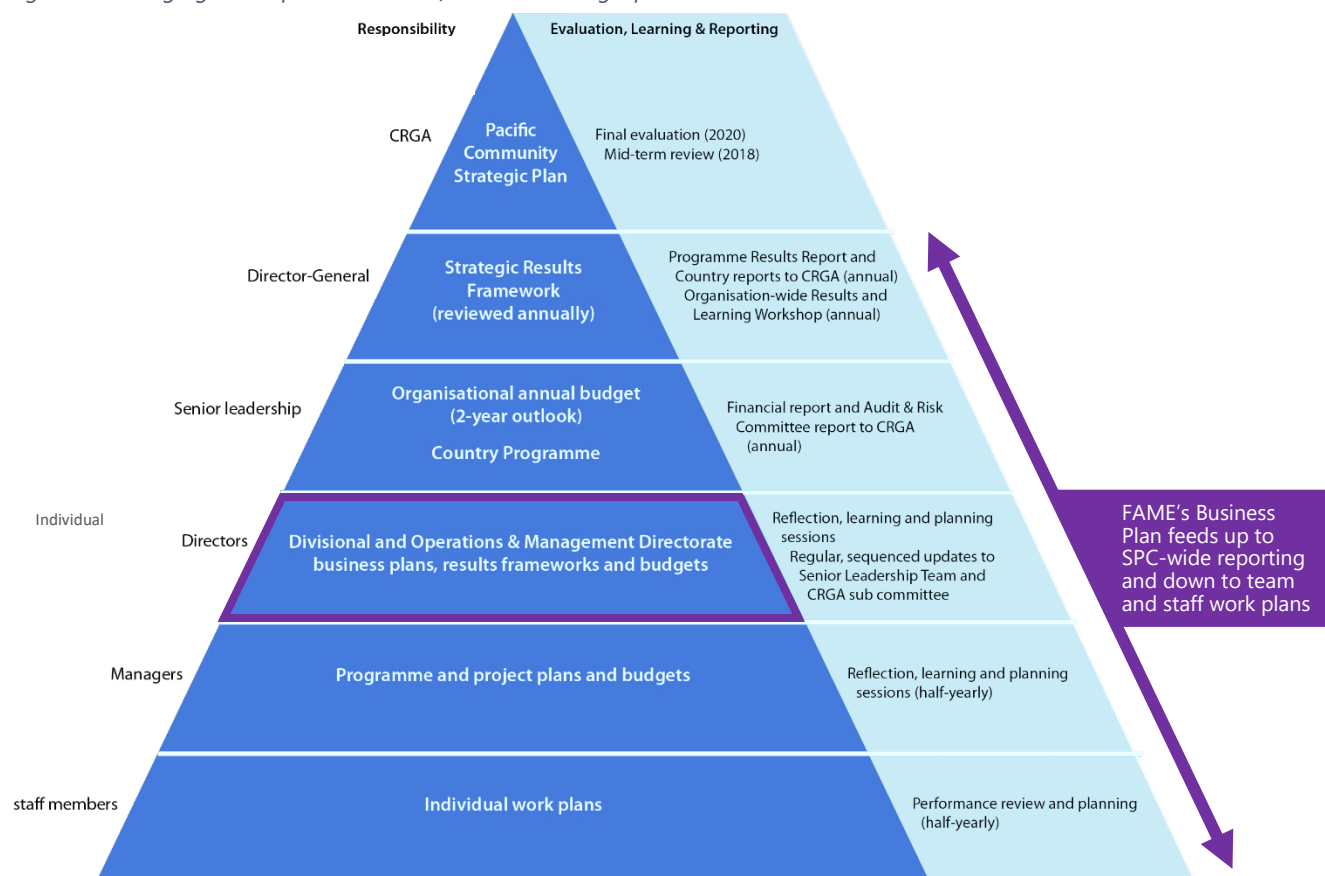 Responsibility
Evaluation, Learning & Reporting
CRGA
Pacific
Community
Strategic Plan
Final evaluation (2020)
Mid-term review (2018)
Director-General
Strategic Results
Framework
(reviewed annually)
Programme Results Report and
Country reports to CRGA (annual)
Organisation-wide Results and
Learning Workshop (annual)
Senior leadership
Organisational annual budget
(2-year outlook)
Country Programme
Financial report and Audit & Risk
Committee report to CRGA
(annual)
Individual
Directors
Divisional and Operations & Management Directorate
business plans, results frameworks and budgets
Reflection, learning and planning
sessions
Regular, sequenced updates to
Senior Leadership Team and
CRGA sub committee
FAME's Business
Plan feeds up to
SPC-wide reporting
and down to team
and staff work plans
Managers
Programme and project plans and budgets
Reflection, learning and planning
sessions (half-yearly)
staff members
Individual work plans
Performance review and planning
(half-yearly)